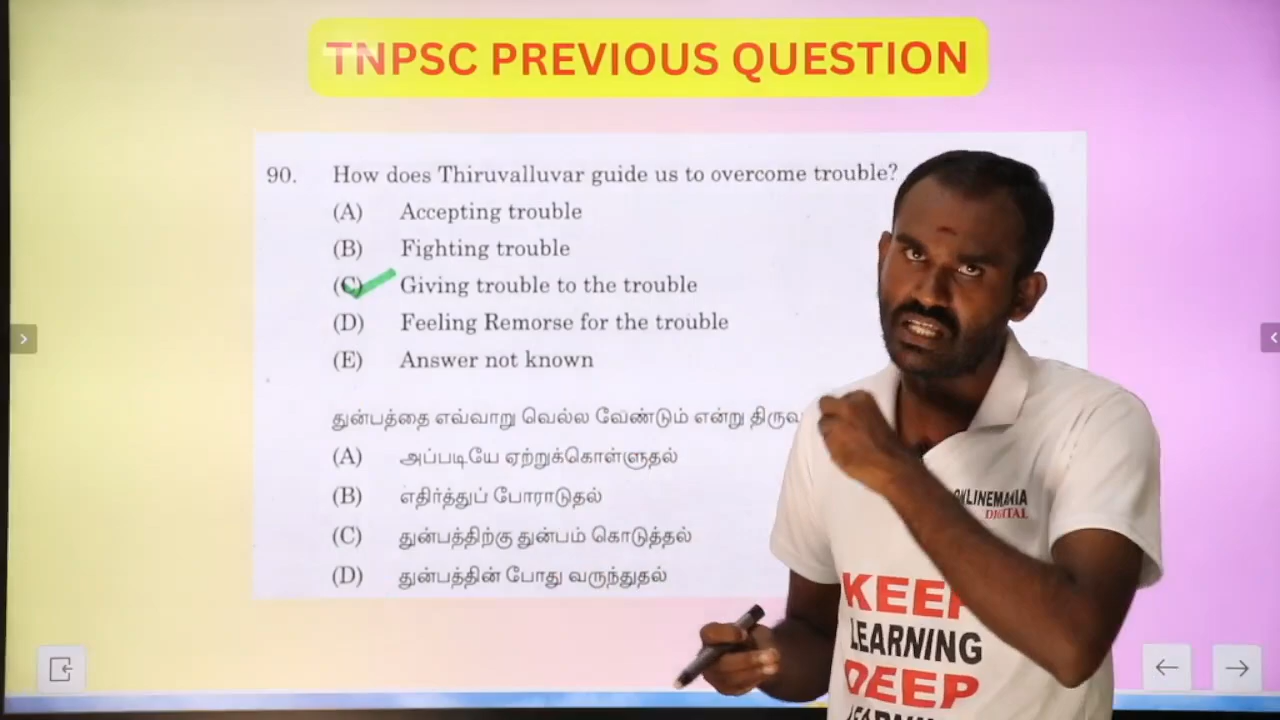 TNPSC PREVIOUS QUESTION
90. How does Thiruvalluvar guide us to overcome trouble?
(A) Accepting trouble
(B) Fighting trouble
(C) Giving trouble to the trouble
(D) Feeling Remorse for the trouble
(E) Answer not known
துன்பத்தை எவ்வாறு வெல்ல வேண்டும் என்று
(A) அப்படியே ஏற்றுக்கொள்ளுதல்
(B) எதிர்த்துப் போராடுதல்
(C) துன்பத்திற்கு துன்பம் கொடுத்தல்
(D) துன்பத்தின் போது வருந்துதல்
DIGITAL
KEEP
LEARNING
DEEP